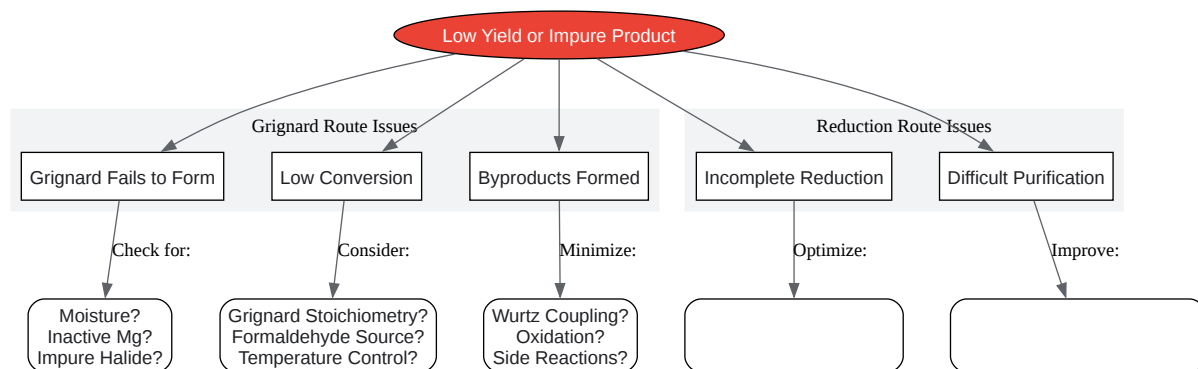 Low Yield or Impure Product
Grignard Route Issues
Reduction Route Issues
Grignard Fails to Form
Low Conversion
Byproducts Formed
Incomplete Reduction
Difficult Purification
Check for:
Consider:
Minimize:
Optimize:
Improve:
Moisture?
Inactive Mg?
Impure Halide?
Grignard Stoichiometry?
Formaldehyde Source?
Temperature Control?
Wurtz Coupling?
Oxidation?
Side Reactions?